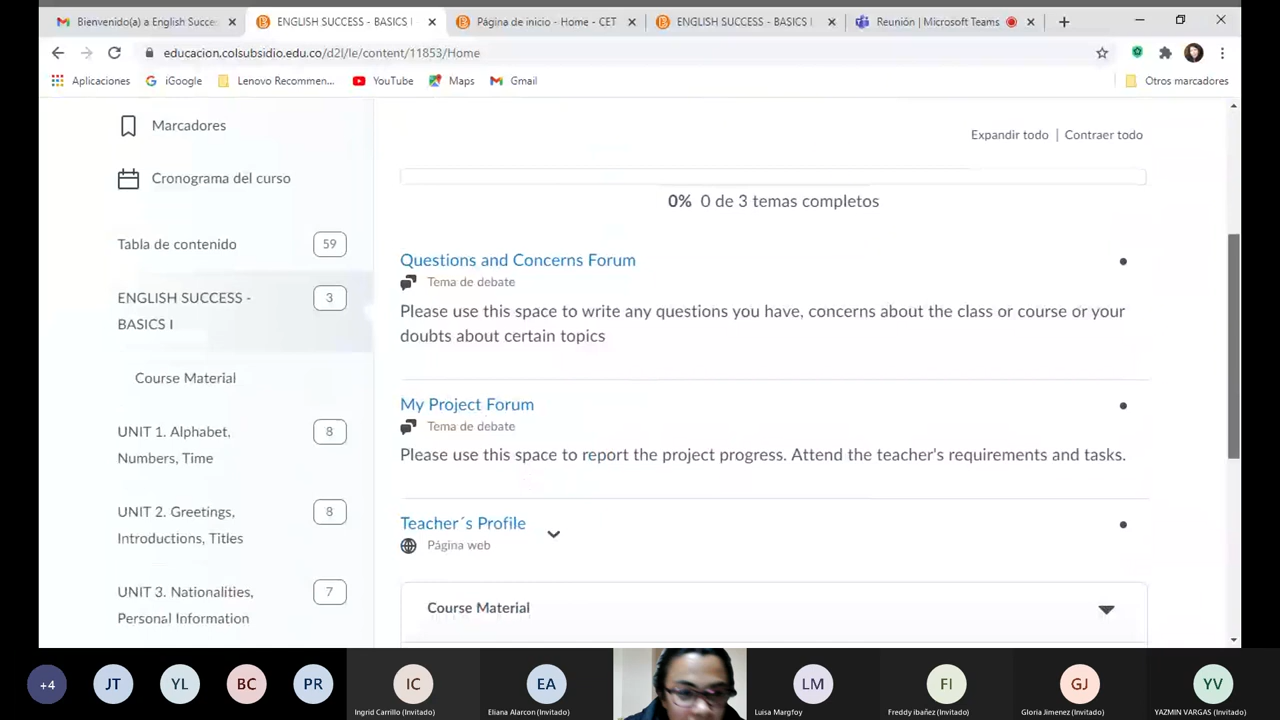 Bienvenido(a) a English Succes
ENGLISH SUCCESS - BASICS I
Página de inicio - Home - CET
ENGLISH SUCCESS - BASICS I
Reunión | Microsoft Teams
educacion.colsubsidio.edu.co/d2l/le/content/11853/Home
Aplicaciones
iGoogle
Lenovo Recommen...
YouTube
Maps
Gmail
Otros marcadores
Marcadores
Cronograma del curso
Tabla de contenido
59
ENGLISH SUCCESS -
BASICS I
3
Course Material
UNIT 1. Alphabet,
Numbers, Time
8
UNIT 2. Greetings,
Introductions, Titles
8
UNIT 3. Nationalities,
Personal Information
7
Expandir todo | Contraer todo
0% 0 de 3 temas completos
Questions and Concerns Forum
Tema de debate
Please use this space to write any questions you have, concerns about the class or course or your
doubts about certain topics
My Project Forum
Tema de debate
Please use this space to report the project progress. Attend the teacher's requirements and tasks.
Teacher´s Profile
Página web
Course Material
+4
JT
YL
BC
PR
IC
Ingrid Carrillo (Invitado)
EA
Eliana Alarcon (Invitado)
LM
Luisa Margfoy
FI
Freddy ibañez (Invitado)
GJ
Gloria Jimenez (Invitado)
YV
YAZMIN VARGAS (Invitado)